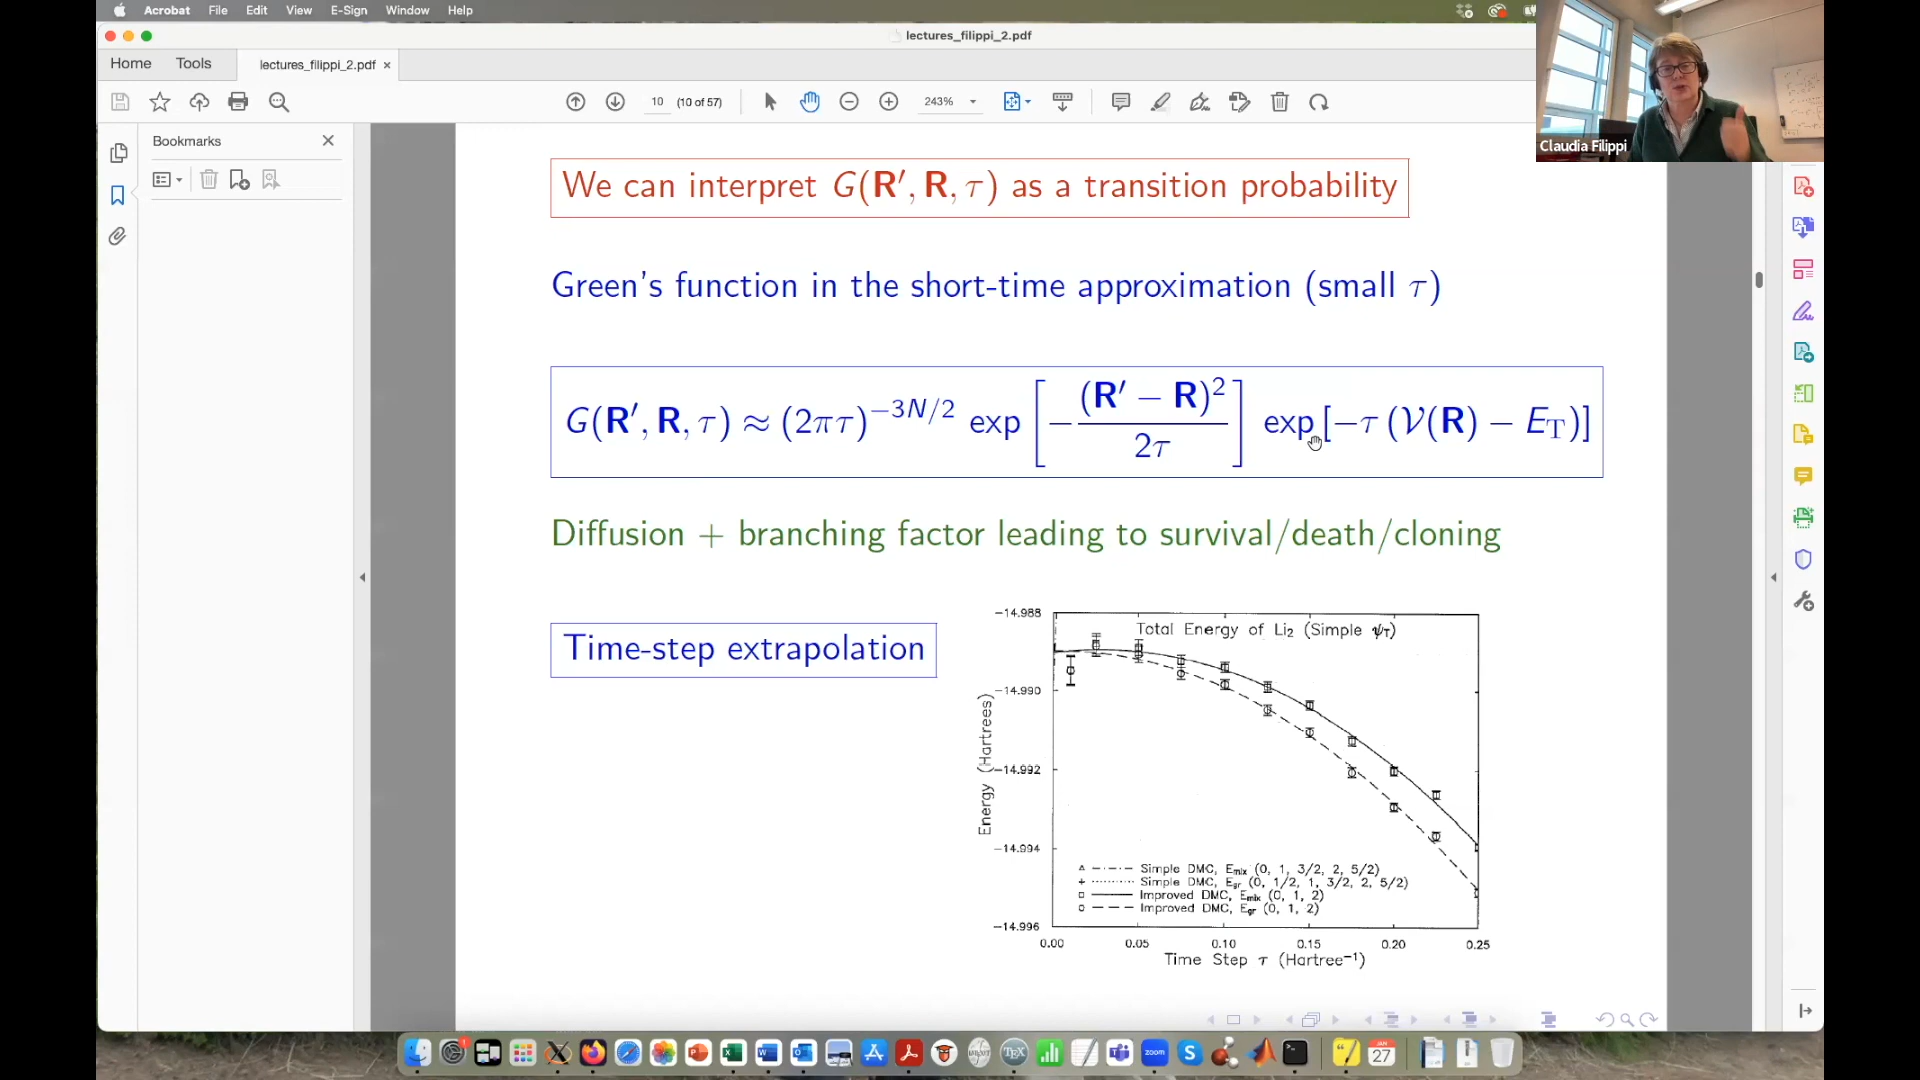 Acrobat File Edit View E-Sign Window Help
lectures_filippi_2.pdf
Home Tools lectures_filippi_2.pdf ×
10 (10 of 57) 243%
Claudia Filippi
Bookmarks
We can interpret G(R′, R, τ) as a transition probability
Green's function in the short-time approximation (small τ)
G(R′, R, τ) ≈ (2πτ)^{−3N/2} exp [−(R′ − R)²/2τ] exp [−τ (𝒱(R) − E_T)]
Diffusion + branching factor leading to survival/death/cloning
Time-step extrapolation
Total Energy of Li₂ (Simple ψ_T)
Energy (Hartrees)
−14.988
−14.990
−14.992
−14.994
−14.996
Simple DMC, E_mix (0, 1, 3/2, 2, 5/2)
Simple DMC, E_gr (0, 1/2, 1, 3/2, 2, 5/2)
Improved DMC, E_mix (0, 1, 2)
Improved DMC, E_gr (0, 1, 2)
0.00 0.05 0.10 0.15 0.20 0.25
Time Step τ (Hartree⁻¹)
TEX zoom JAN 27